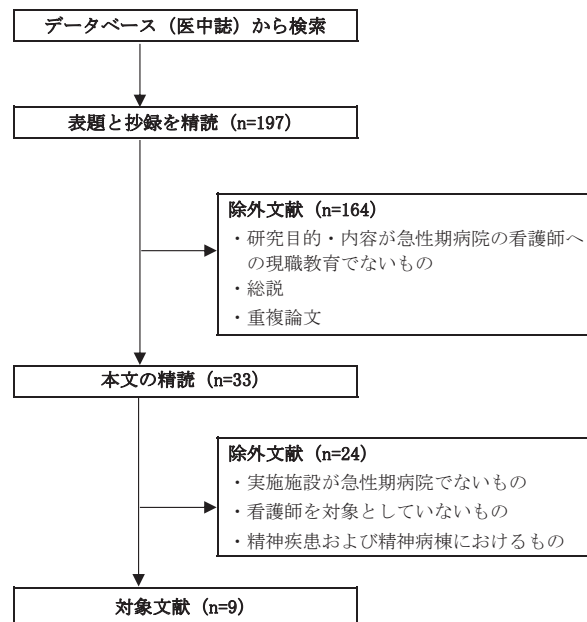 データベース（医中誌）から検索
表題と抄録を精読（n=197）
除外文献（n=164）
・研究目的・内容が急性期病院の看護師へ
の現職教育でないもの
・総説
・重複論文
本文の精読（n=33）
除外文献（n=24）
・実施施設が急性期病院でないもの
・看護師を対象としていないもの
・精神疾患および精神病棟におけるもの
対象文献（n=9）